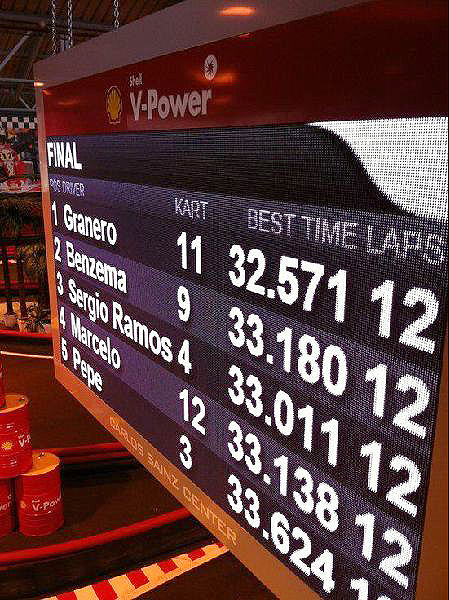 Shell
V-Power
FINAL
POS DRIVER KART BEST TIME LAPS
1 Granero 11 32.571 12
2 Benzema 9 33.180 12
3 Sergio Ramos 4 33.011 12
4 Marcelo 12 33.138 12
5 Pepe 3 33.624 12
CARLOS SAINZ CENTER
V-Power
V-Power